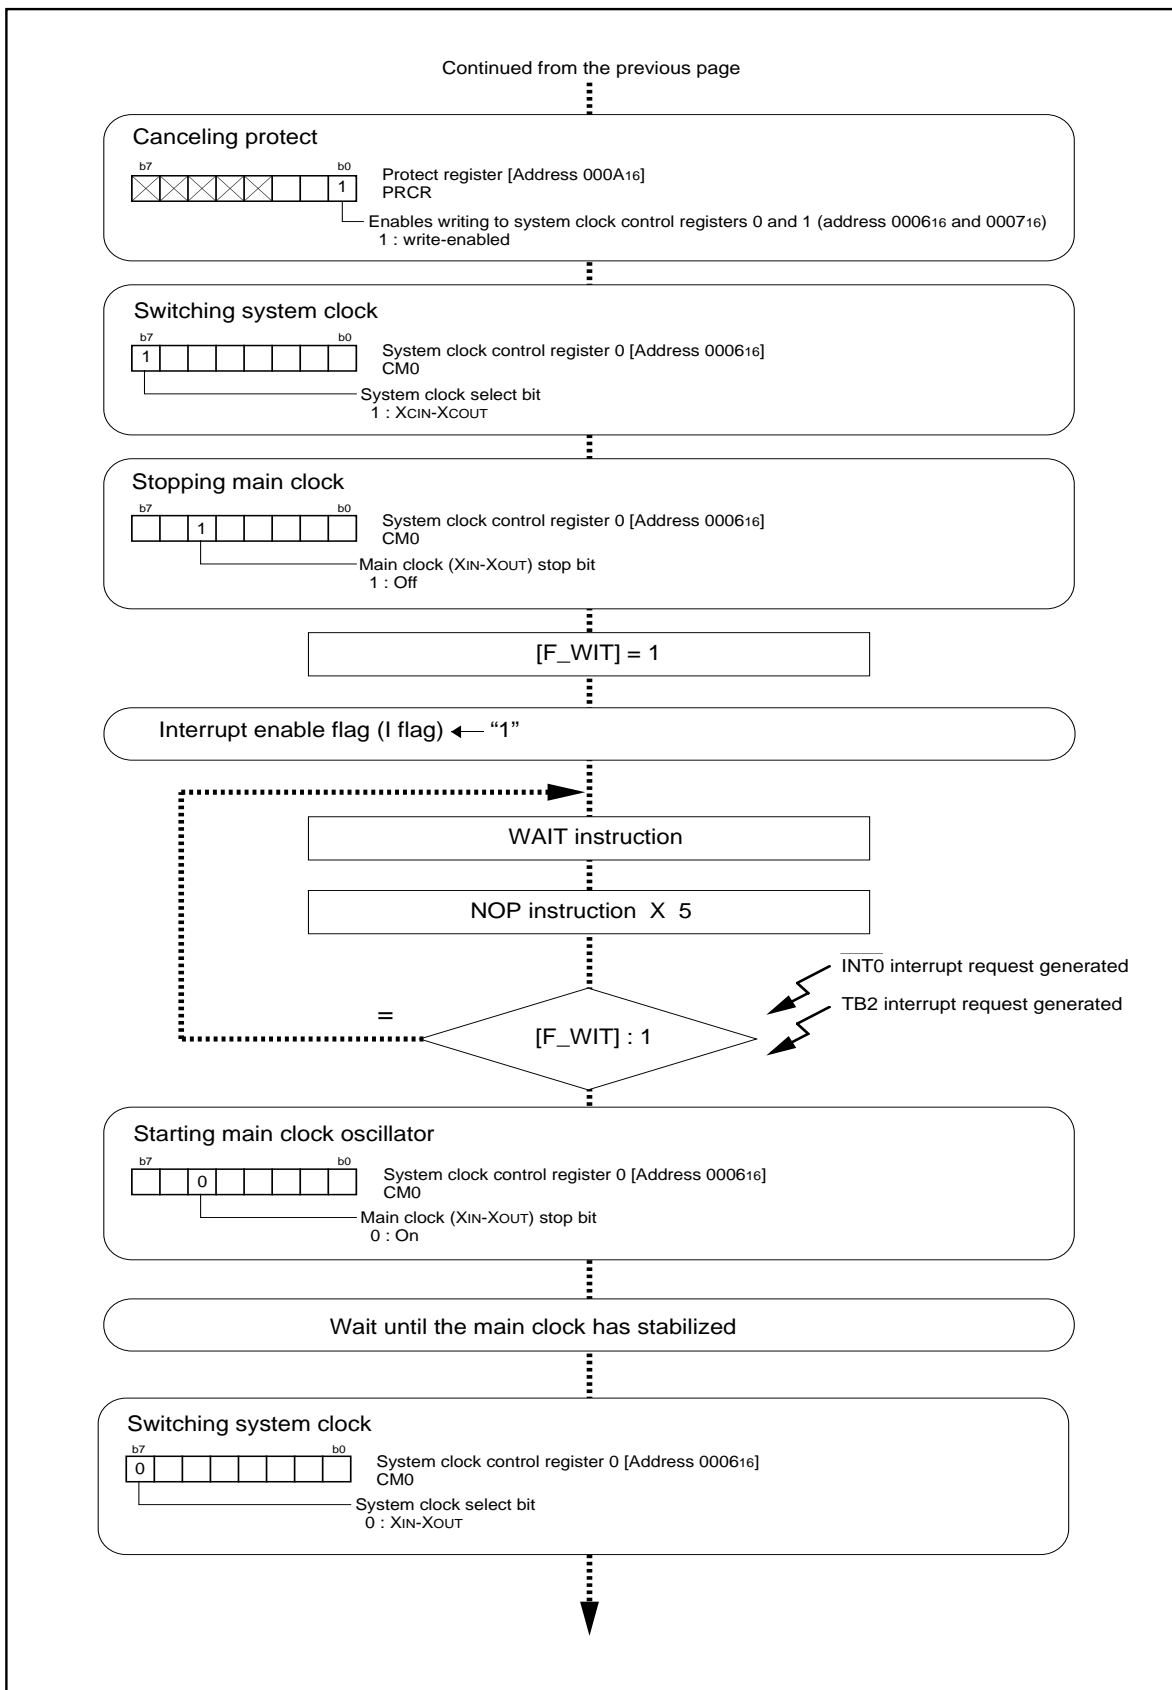 Continued from the previous page
Canceling protect
b7 b0
1
Protect register [Address 000A16]
PRCR
Enables writing to system clock control registers 0 and 1 (address 000616 and 000716)
1 : write-enabled
Switching system clock
b7 b0
1
System clock control register 0 [Address 000616]
CM0
System clock select bit
1 : XCIN-XCOUT
Stopping main clock
b7 b0
1
System clock control register 0 [Address 000616]
CM0
Main clock (XIN-XOUT) stop bit
1 : Off
[F_WIT] = 1
Interrupt enable flag (I flag) ← “1”
WAIT instruction
NOP instruction X 5
INT0 interrupt request generated
TB2 interrupt request generated
=
[F_WIT] : 1
Starting main clock oscillator
b7 b0
0
System clock control register 0 [Address 000616]
CM0
Main clock (XIN-XOUT) stop bit
0 : On
Wait until the main clock has stabilized
Switching system clock
b7 b0
0
System clock control register 0 [Address 000616]
CM0
System clock select bit
0 : XIN-XOUT